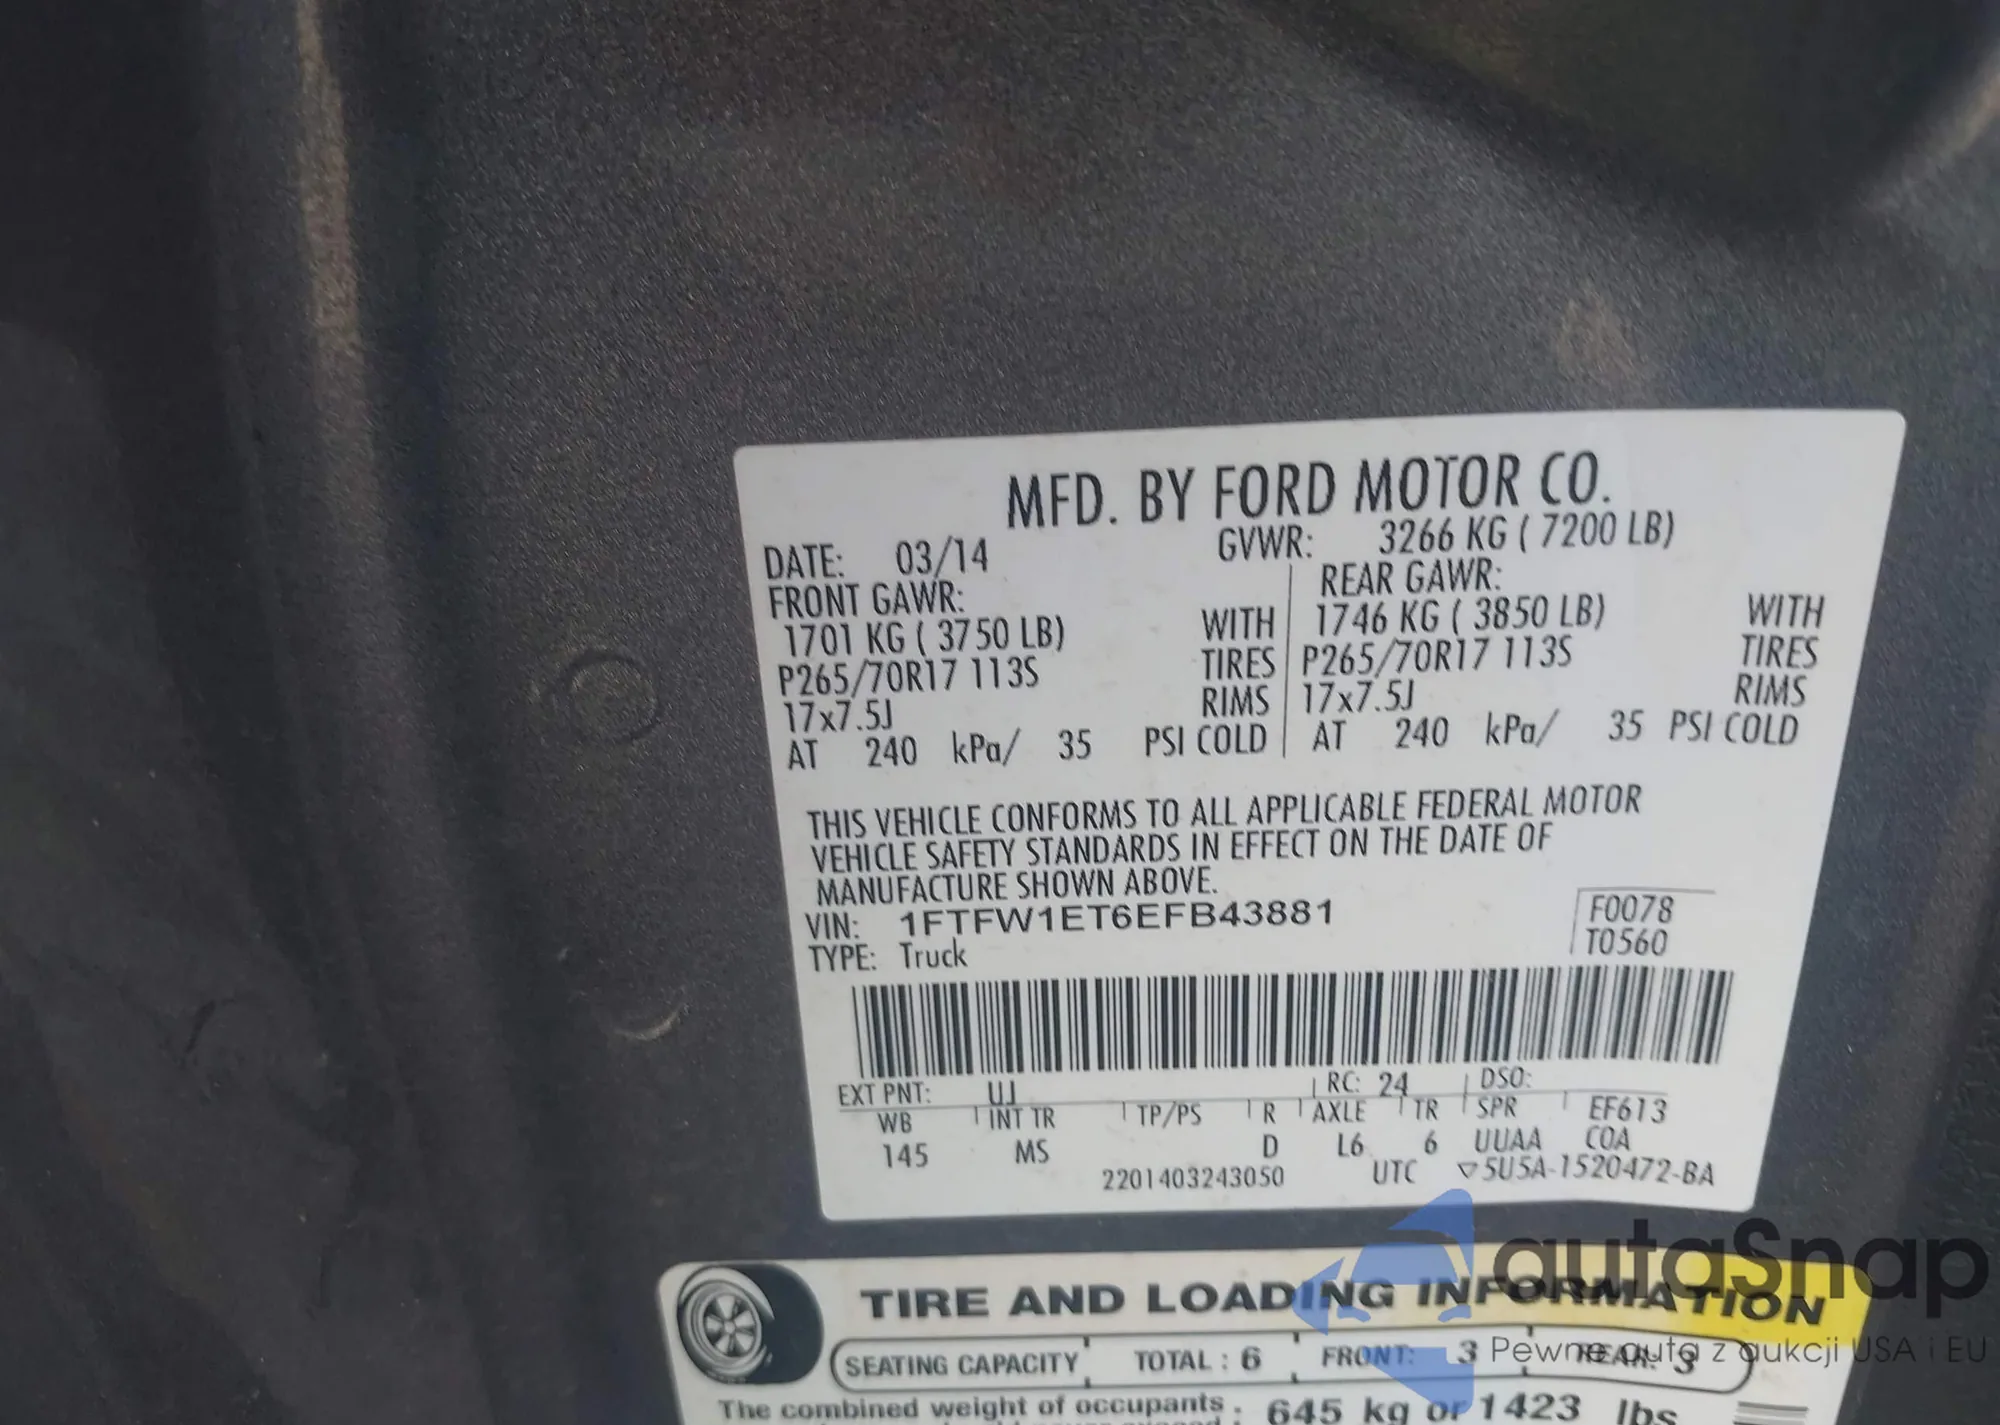 MFD. BY FORD MOTOR CO.
DATE: 03/14 GVWR: 3266 KG ( 7200 LB)
FRONT GAWR: REAR GAWR:
1701 KG ( 3750 LB) WITH 1746 KG ( 3850 LB) WITH
P265/70R17 113S TIRES P265/70R17 113S TIRES
17x7.5J RIMS 17x7.5J RIMS
AT 240 kPa/ 35 PSI COLD AT 240 kPa/ 35 PSI COLD
THIS VEHICLE CONFORMS TO ALL APPLICABLE FEDERAL MOTOR
VEHICLE SAFETY STANDARDS IN EFFECT ON THE DATE OF
MANUFACTURE SHOWN ABOVE.
VIN: 1FTFW1ET6EFB43881 F0078
TYPE: Truck T0560
EXT PNT: UJ RC: 24 DSO:
WB INT TR TP/PS R AXLE TR SPR EF613
145 MS D L6 6 UUAA COA
2201403243050 UTC ▽5U5A-1520472-BA
TIRE AND LOADING INFORMATION
SEATING CAPACITY TOTAL : 6 FRONT: 3 REAR: 3
The combined weight of occupants 645 kg or 1423 lbs
autaSnap
Pewne auta z aukcji USA i EU